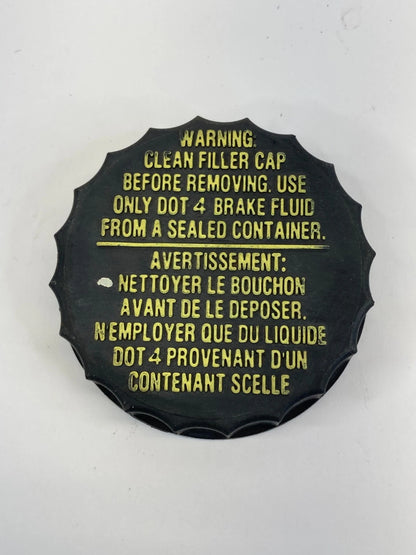 WARNING:
CLEAN FILLER CAP
BEFORE REMOVING. USE
ONLY DOT 4 BRAKE FLUID
FROM A SEALED CONTAINER.
AVERTISSEMENT:
NETTOYER LE BOUCHON
AVANT DE LE DEPOSER.
N'EMPLOYER QUE DU LIQUIDE
DOT 4 PROVENANT D'UN
CONTENANT SCELLE